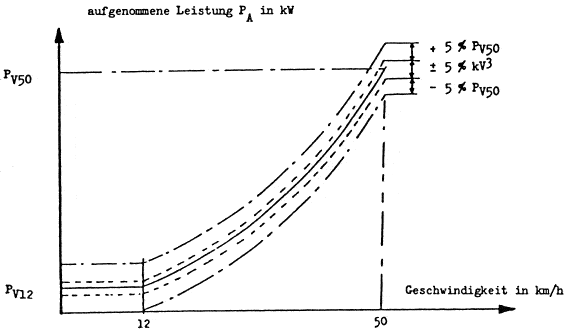 aufgenommene Leistung P_A in kW
+ 5 % P_V50
± 5 % kV³
- 5 % P_V50
P_V50
P_V12
Geschwindigkeit in km/h
12
50